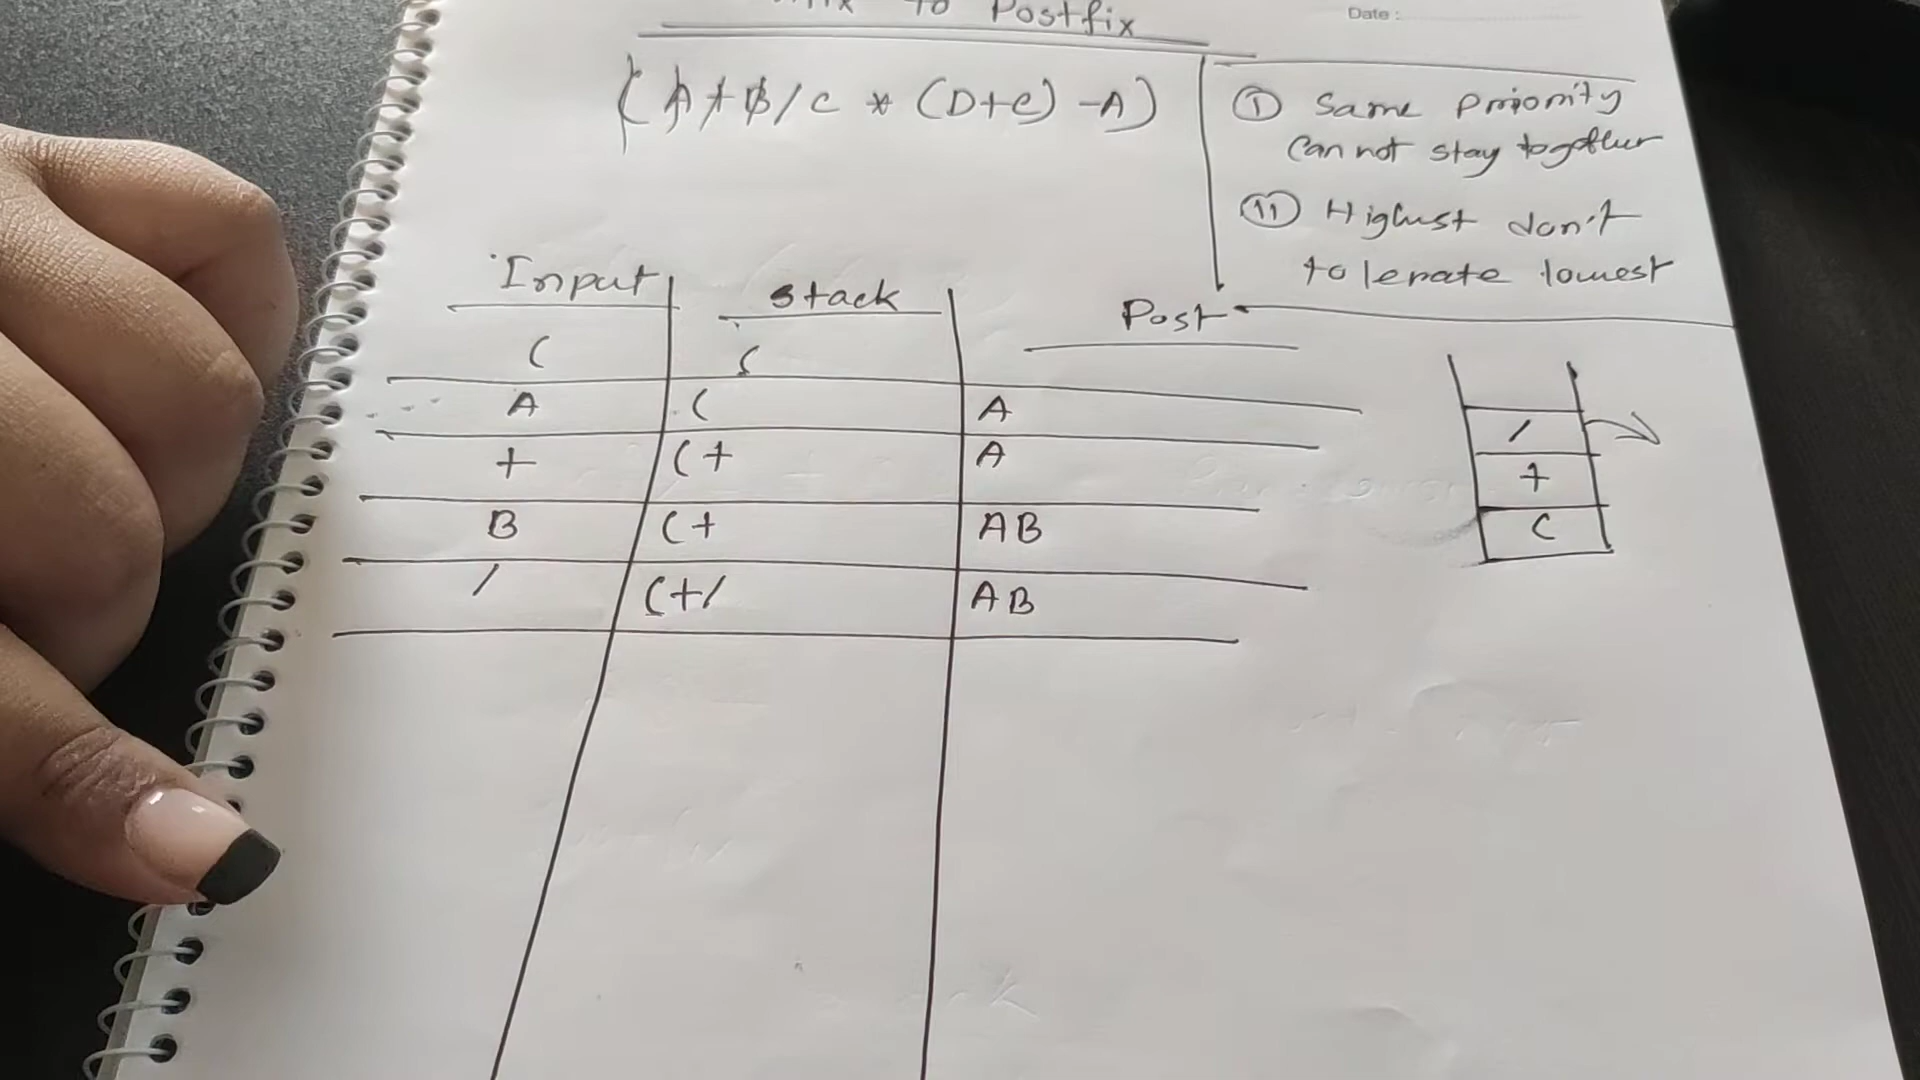 to Postfix
Date :
(A+B/C * (D+C) -A)
① Same priority
can not stay together
⑪ Highest don't
tolerate lowest
Input stack Post
( (
A ( A
+ (+ A
B (+ AB
/ (+/ AB
/
+
(